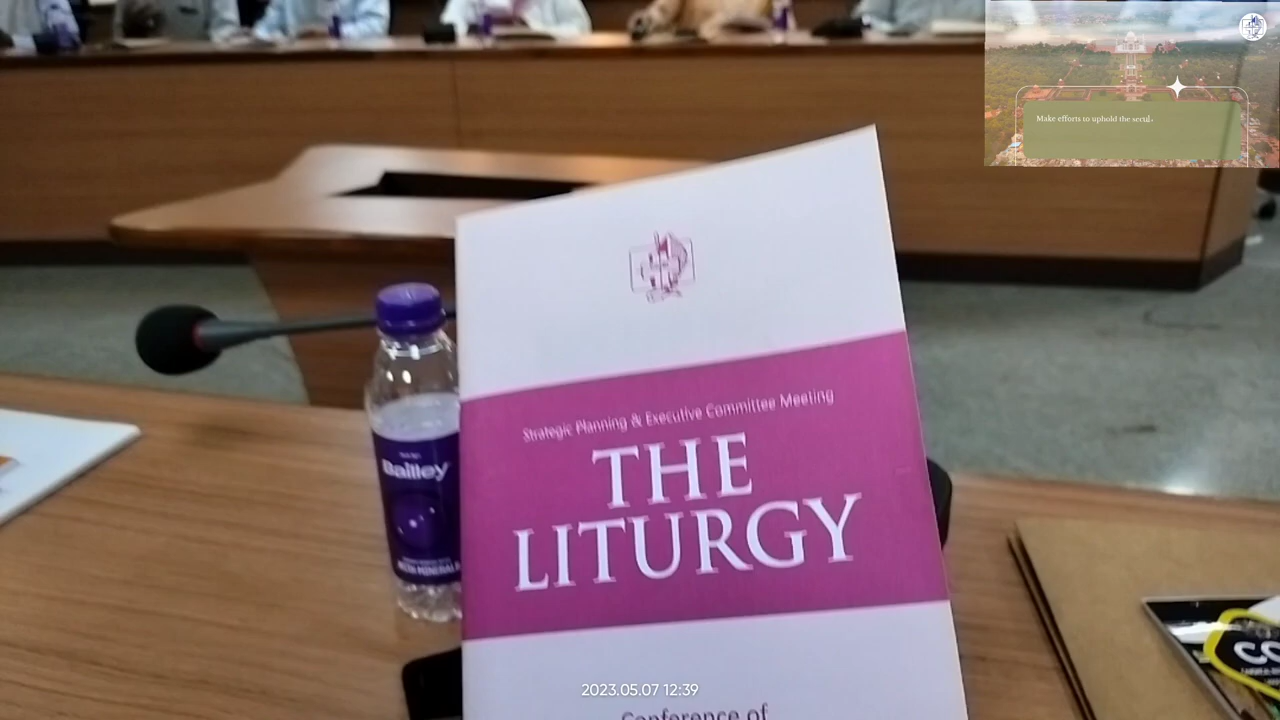 Make efforts to uphold the secul
Strategic Planning & Executive Committee Meeting
THE
LITURGY
Conference of
Bailley
CO
2023.05.07 12:39